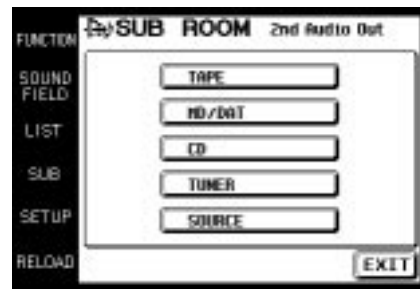 SUB ROOM 2nd Audio Out
FUNCTION
SOUND
FIELD
LIST
SUB
SETUP
RELOAD
TAPE
MD/DAT
CD
TUNER
SOURCE
EXIT